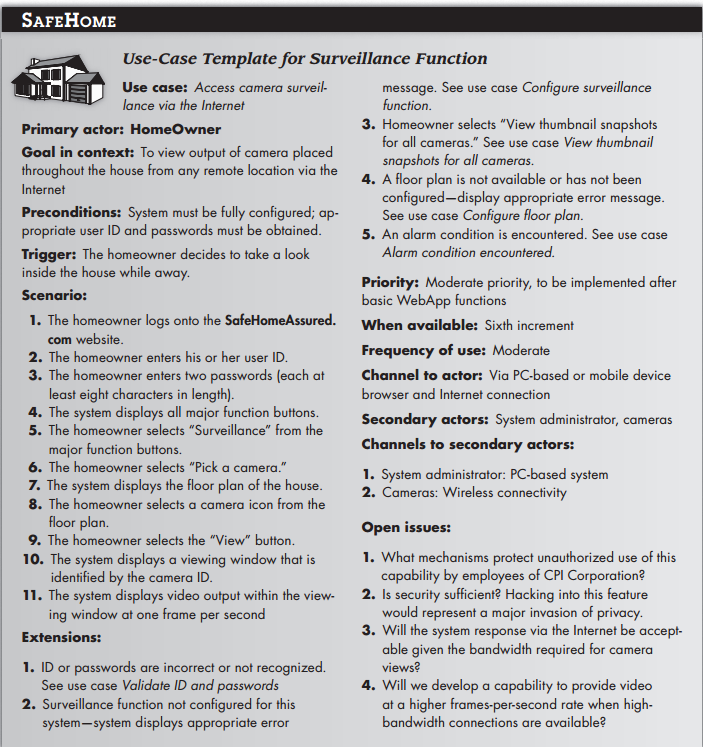 SAFEHOME
Use-Case Template for Surveillance Function
Use case: Access camera surveil-
lance via the Internet
Primary actor: HomeOwner
Goal in context: To view output of camera placed
throughout the house from any remote location via the
Internet
Preconditions: System must be fully configured; ap-
propriate user ID and passwords must be obtained.
Trigger: The homeowner decides to take a look
inside the house while away.
Scenario:
1. The homeowner logs onto the SafeHomeAssured.
com website.
2. The homeowner enters his or her user ID.
3. The homeowner enters two passwords (each at
least eight characters in length).
4. The system displays all major function buttons.
5. The homeowner selects “Surveillance” from the
major function buttons.
6. The homeowner selects “Pick a camera.”
7. The system displays the floor plan of the house.
8. The homeowner selects a camera icon from the
floor plan.
9. The homeowner selects the “View” button.
10. The system displays a viewing window that is
identified by the camera ID.
11. The system displays video output within the view-
ing window at one frame per second
Extensions:
1. ID or passwords are incorrect or not recognized.
See use case Validate ID and passwords
2. Surveillance function not configured for this
system—system displays appropriate error
message. See use case Configure surveillance
function.
3. Homeowner selects “View thumbnail snapshots
for all cameras.” See use case View thumbnail
snapshots for all cameras.
4. A floor plan is not available or has not been
configured—display appropriate error message.
See use case Configure floor plan.
5. An alarm condition is encountered. See use case
Alarm condition encountered.
Priority: Moderate priority, to be implemented after
basic WebApp functions
When available: Sixth increment
Frequency of use: Moderate
Channel to actor: Via PC-based or mobile device
browser and Internet connection
Secondary actors: System administrator, cameras
Channels to secondary actors:
1. System administrator: PC-based system
2. Cameras: Wireless connectivity
Open issues:
1. What mechanisms protect unauthorized use of this
capability by employees of CPI Corporation?
2. Is security sufficient? Hacking into this feature
would represent a major invasion of privacy.
3. Will the system response via the Internet be accept-
able given the bandwidth required for camera
views?
4. Will we develop a capability to provide video
at a higher frames-per-second rate when high-
bandwidth connections are available?